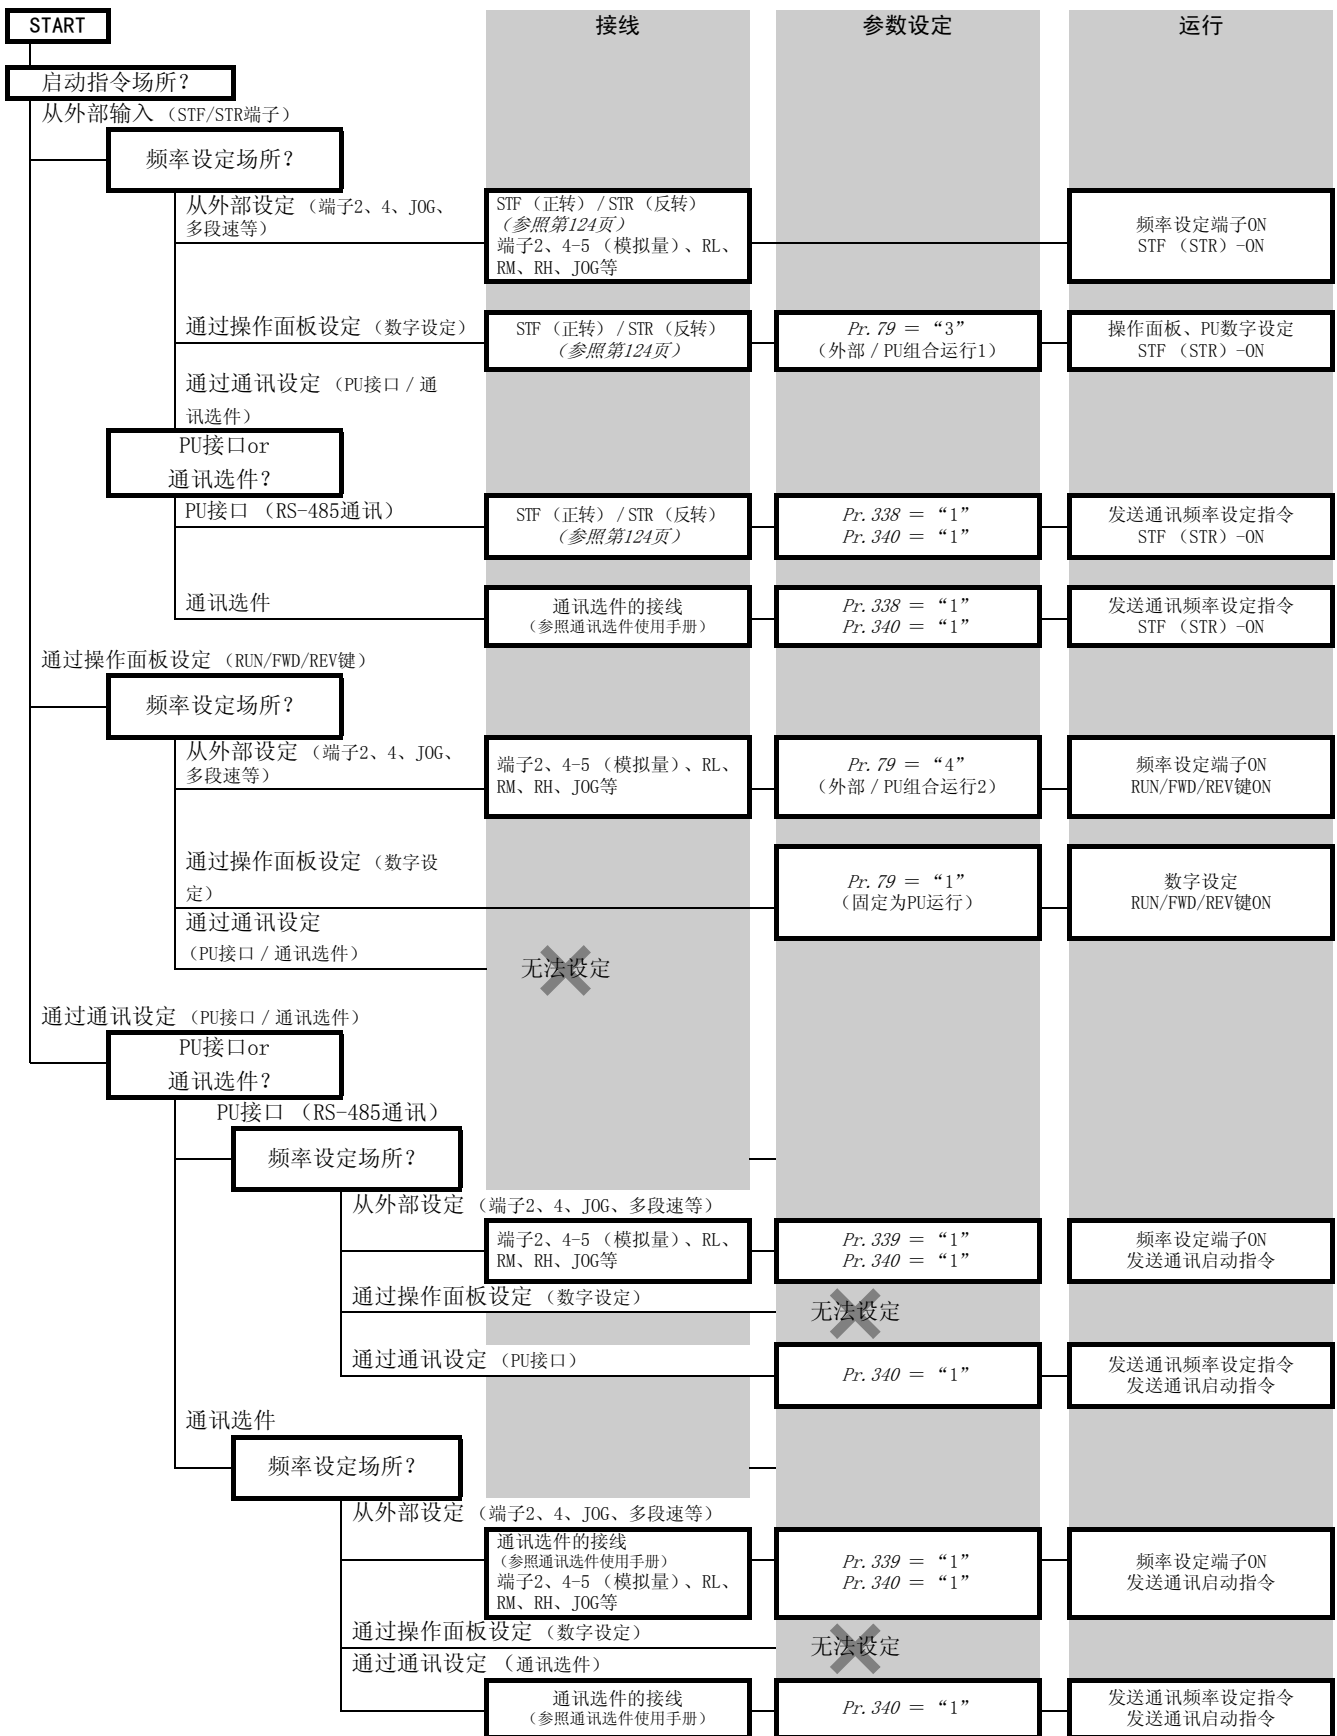 START
接线
参数设定
运行
启动指令场所？
从外部输入（STF/STR端子）
频率设定场所？
从外部设定（端子2、4、JOG、
多段速等）
STF（正转）/STR（反转）
（参照第124页）
端子2、4-5（模拟量）、RL、
RM、RH、JOG等
频率设定端子ON
STF（STR）-ON
通过操作面板设定（数字设定）
STF（正转）/STR（反转）
（参照第124页）
Pr. 79 = “3”
（外部/PU组合运行1）
操作面板、PU数字设定
STF（STR）-ON
通过通讯设定（PU接口/通
讯选件）
PU接口or
通讯选件？
PU接口（RS-485通讯）
STF（正转）/STR（反转）
（参照第124页）
Pr. 338 = “1”
Pr. 340 = “1”
发送通讯频率设定指令
STF（STR）-ON
通讯选件
通讯选件的接线
（参照通讯选件使用手册）
Pr. 338 = “1”
Pr. 340 = “1”
发送通讯频率设定指令
STF（STR）-ON
通过操作面板设定（RUN/FWD/REV键）
频率设定场所？
从外部设定（端子2、4、JOG、
多段速等）
端子2、4-5（模拟量）、RL、
RM、RH、JOG等
Pr. 79 = “4”
（外部/PU组合运行2）
频率设定端子ON
RUN/FWD/REV键ON
通过操作面板设定（数字设
定）
Pr. 79 = “1”
（固定为PU运行）
数字设定
RUN/FWD/REV键ON
通过通讯设定
（PU接口/通讯选件）
无法设定
通过通讯设定（PU接口/通讯选件）
PU接口or
通讯选件？
PU接口（RS-485通讯）
频率设定场所？
从外部设定（端子2、4、JOG、多段速等）
端子2、4-5（模拟量）、RL、
RM、RH、JOG等
Pr. 339 = “1”
Pr. 340 = “1”
频率设定端子ON
发送通讯启动指令
通过操作面板设定（数字设定）
无法设定
通过通讯设定（PU接口）
Pr. 340 = “1”
发送通讯频率设定指令
发送通讯启动指令
通讯选件
频率设定场所？
从外部设定（端子2、4、JOG、多段速等）
通讯选件的接线
（参照通讯选件使用手册）
端子2、4-5（模拟量）、RL、
RM、RH、JOG等
Pr. 339 = “1”
Pr. 340 = “1”
频率设定端子ON
发送通讯启动指令
通过操作面板设定（数字设定）
无法设定
通过通讯设定（通讯选件）
通讯选件的接线
（参照通讯选件使用手册）
Pr. 340 = “1”
发送通讯频率设定指令
发送通讯启动指令